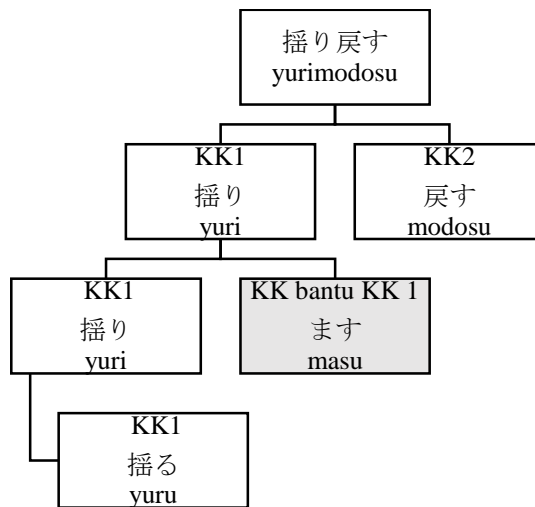 揺り戻す
yurimodosu
KK1
揺り
yuri
KK2
戻す
modosu
KK1
揺り
yuri
KK bantu KK 1
ます
masu
KK1
揺る
yuru